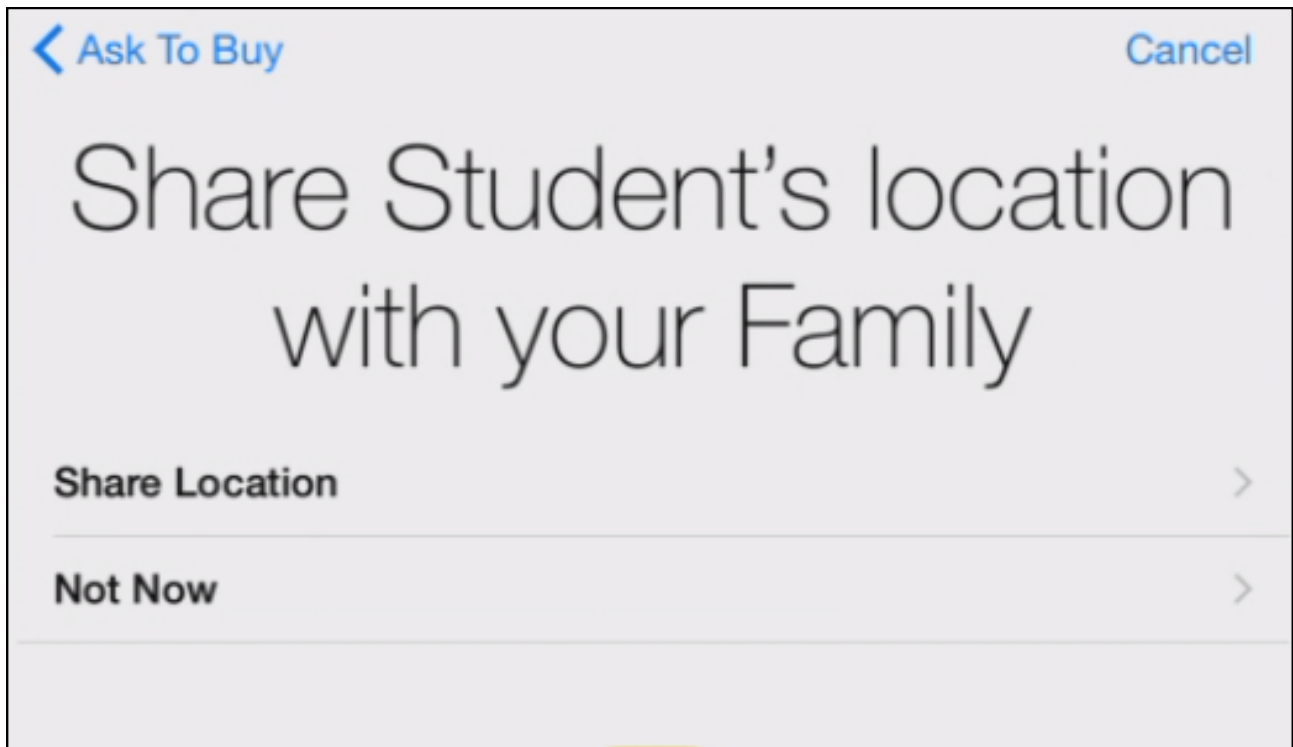 Ask To Buy
Cancel
Share Student’s location
with your Family
Share Location
Not Now